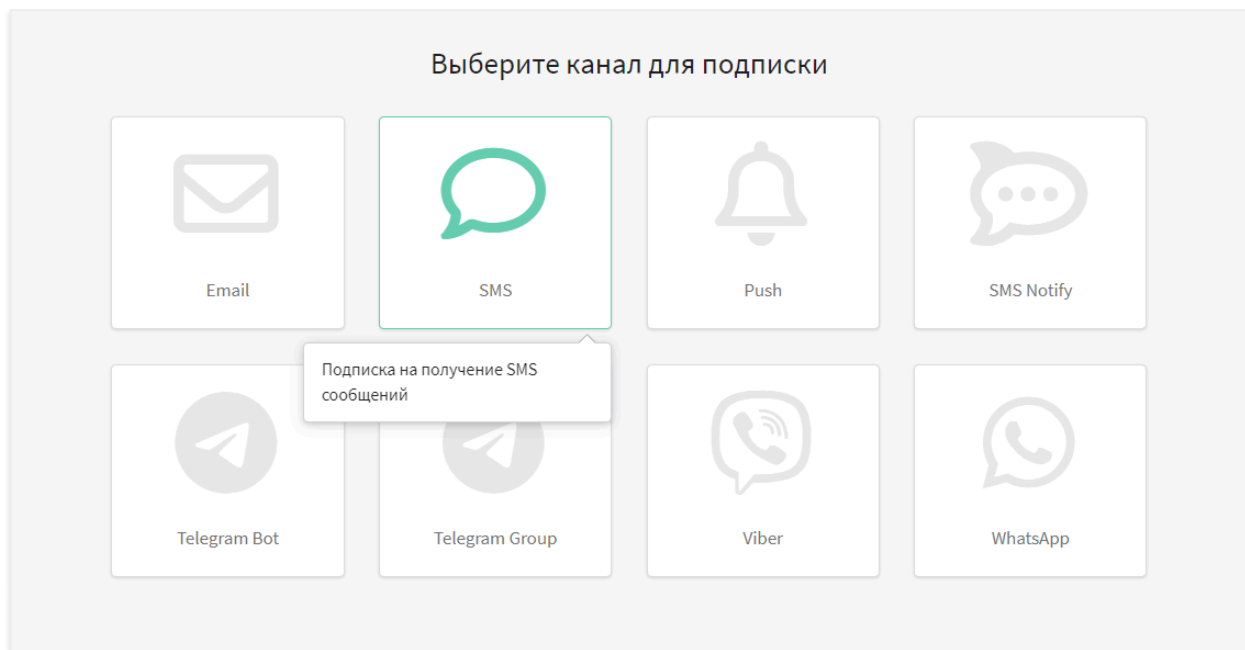 Выберите канал для подписки
Email
SMS
Push
SMS Notify
Подписка на получение SMS
сообщений
Telegram Bot
Telegram Group
Viber
WhatsApp